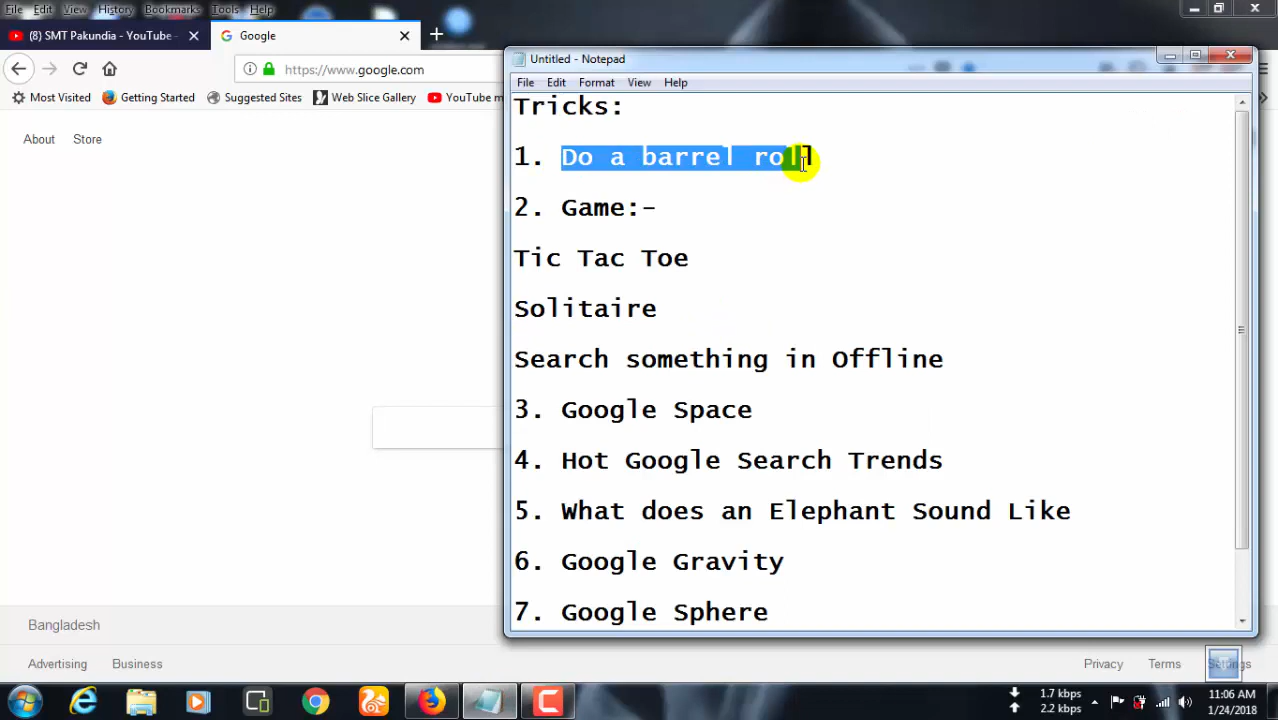 File Edit View History Bookmarks Tools Help
(8) SMT Pakundia - YouTube -
Google
https://www.google.com
Most Visited Getting Started Suggested Sites Web Slice Gallery YouTube m
About Store
Untitled - Notepad
File Edit Format View Help
Tricks:
1. Do a barrel roll
2. Game:-
Tic Tac Toe
Solitaire
Search something in Offline
3. Google Space
4. Hot Google Search Trends
5. What does an Elephant Sound Like
6. Google Gravity
7. Google Sphere
Bangladesh
Advertising Business
Privacy Terms Settings
1.7 kbps
2.2 kbps
11:06 AM
1/24/2018